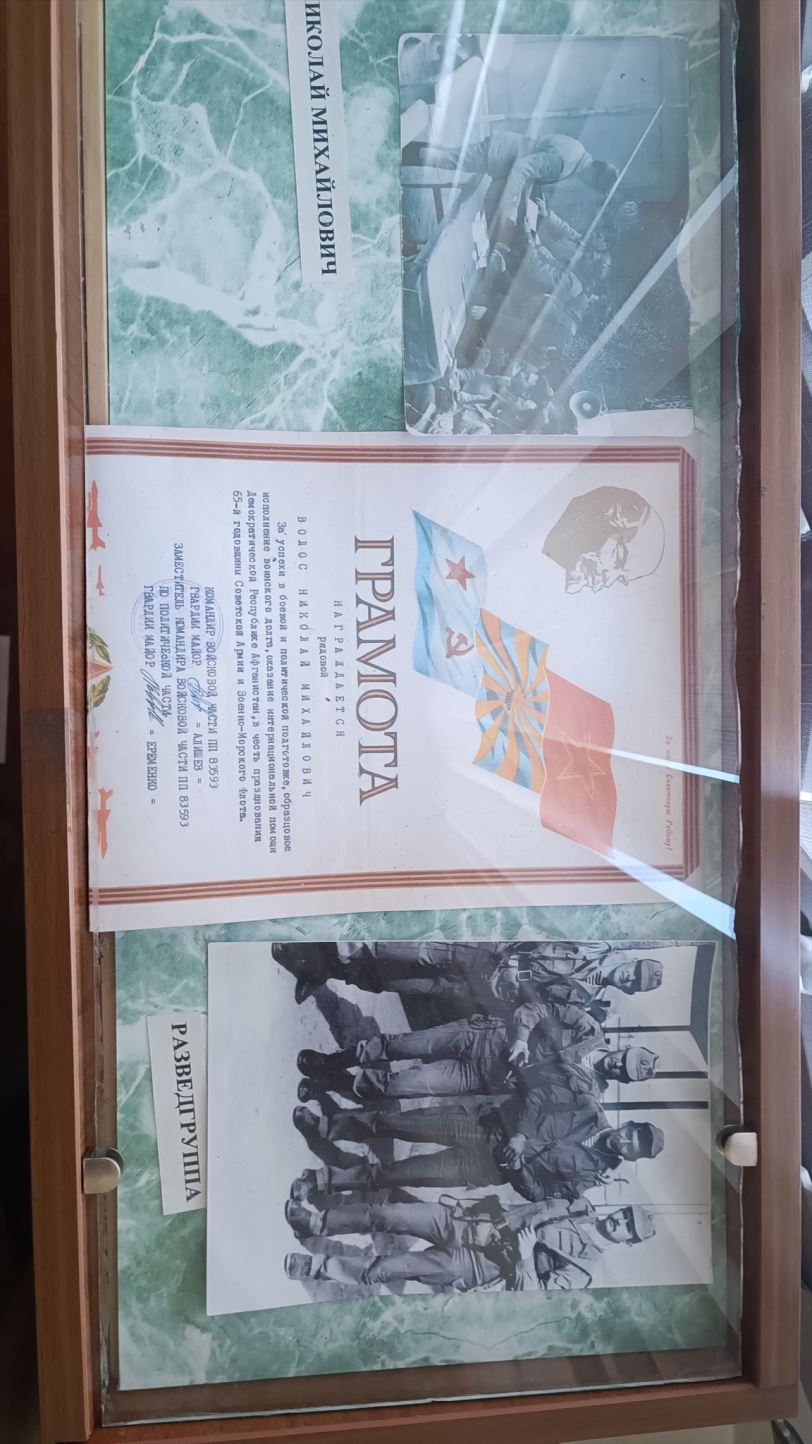 ИКОЛАЙ МИХАЙЛОВИЧ
За нашу Советскую Родину!
ГРАМОТА
НАГРАЖДАЕТСЯ
рядовой
ВОЛОС НИКОЛАЙ МИХАЙЛОВИЧ
За успехи в боевой и политической подготовке, образцовое
исполнение воинского долга, оказание интернациональной помощи
Демократической Республике Афганистан, в честь празднования
65-й годовщины Советской Армии и Военно-Морского Флота.
КОМАНДИР ВОЙСКОВОЙ ЧАСТИ ПП 83593
ГВАРДИИ МАЙОР = АЛИЕВ =
ЗАМЕСТИТЕЛЬ КОМАНДИРА ВОЙСКОВОЙ ЧАСТИ ПП 83593
ПО ПОЛИТИЧЕСКОЙ ЧАСТИ
ГВАРДИИ МАЙОР = ЕРЕМЕНКО =
РАЗВЕДГРУППА